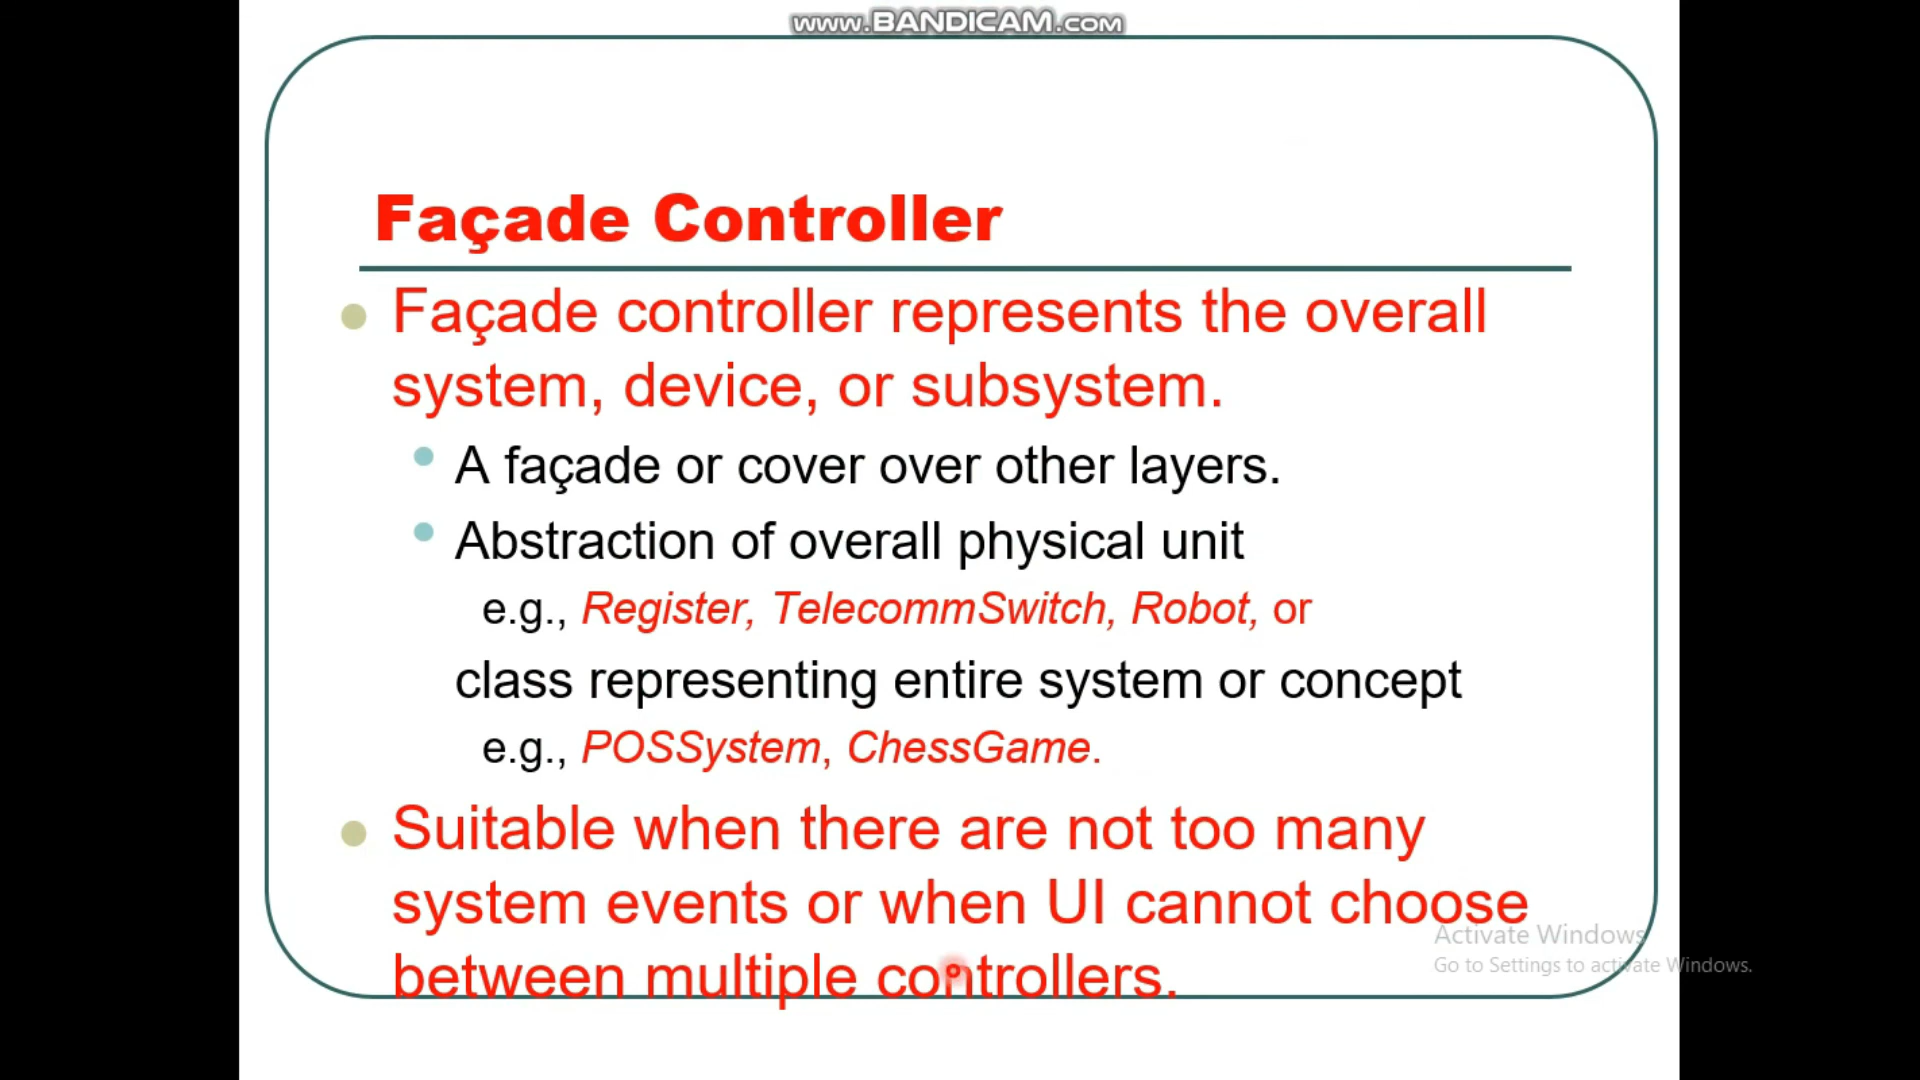 www.BANDICAM.com
Façade Controller
Façade controller represents the overall
system, device, or subsystem.
A façade or cover over other layers.
Abstraction of overall physical unit
e.g., Register, TelecommSwitch, Robot, or
class representing entire system or concept
e.g., POSSystem, ChessGame.
Suitable when there are not too many
system events or when UI cannot choose
between multiple controllers.
Activate Windows
Go to Settings to activate Windows.